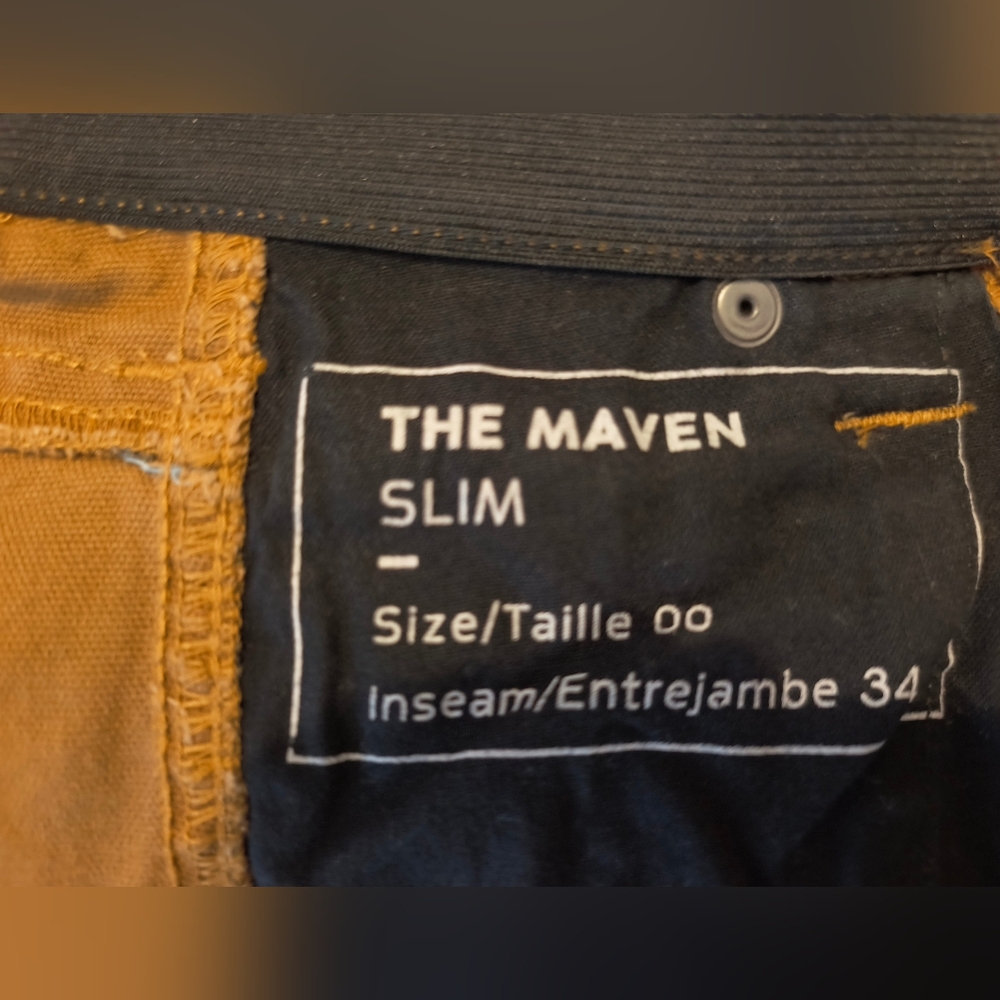 THE MAVEN
SLIM
Size/Taille 00
Inseam/Entrejambe 34